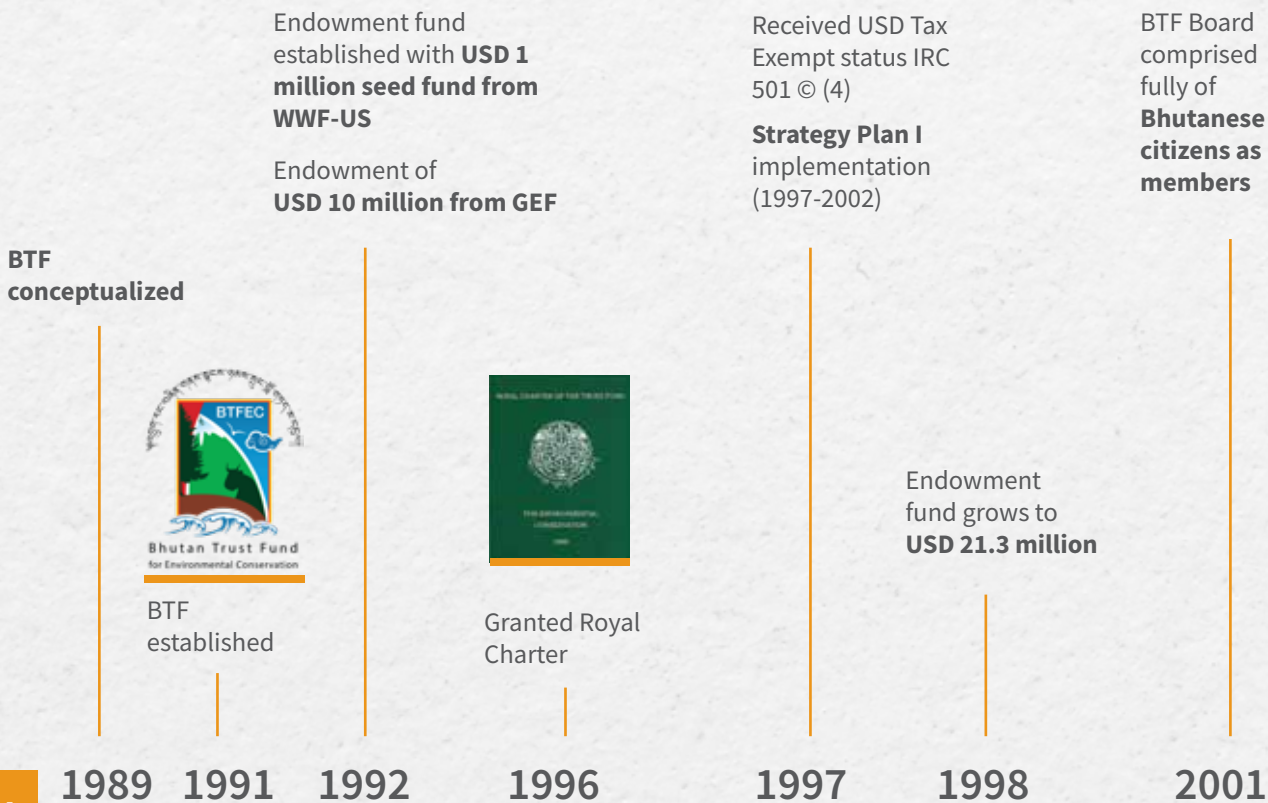 Endowment fund
established with USD 1
million seed fund from
WWF-US
Endowment of
USD 10 million from GEF
Received USD Tax
Exempt status IRC
501 © (4)
Strategy Plan I
implementation
(1997-2002)
BTF Board
comprised
fully of
Bhutanese
citizens as
members
BTF
conceptualized
BTFEC
Bhutan Trust Fund
for Environmental Conservation
BTF
established
Granted Royal
Charter
Endowment
fund grows to
USD 21.3 million
1989 1991 1992 1996 1997 1998 2001